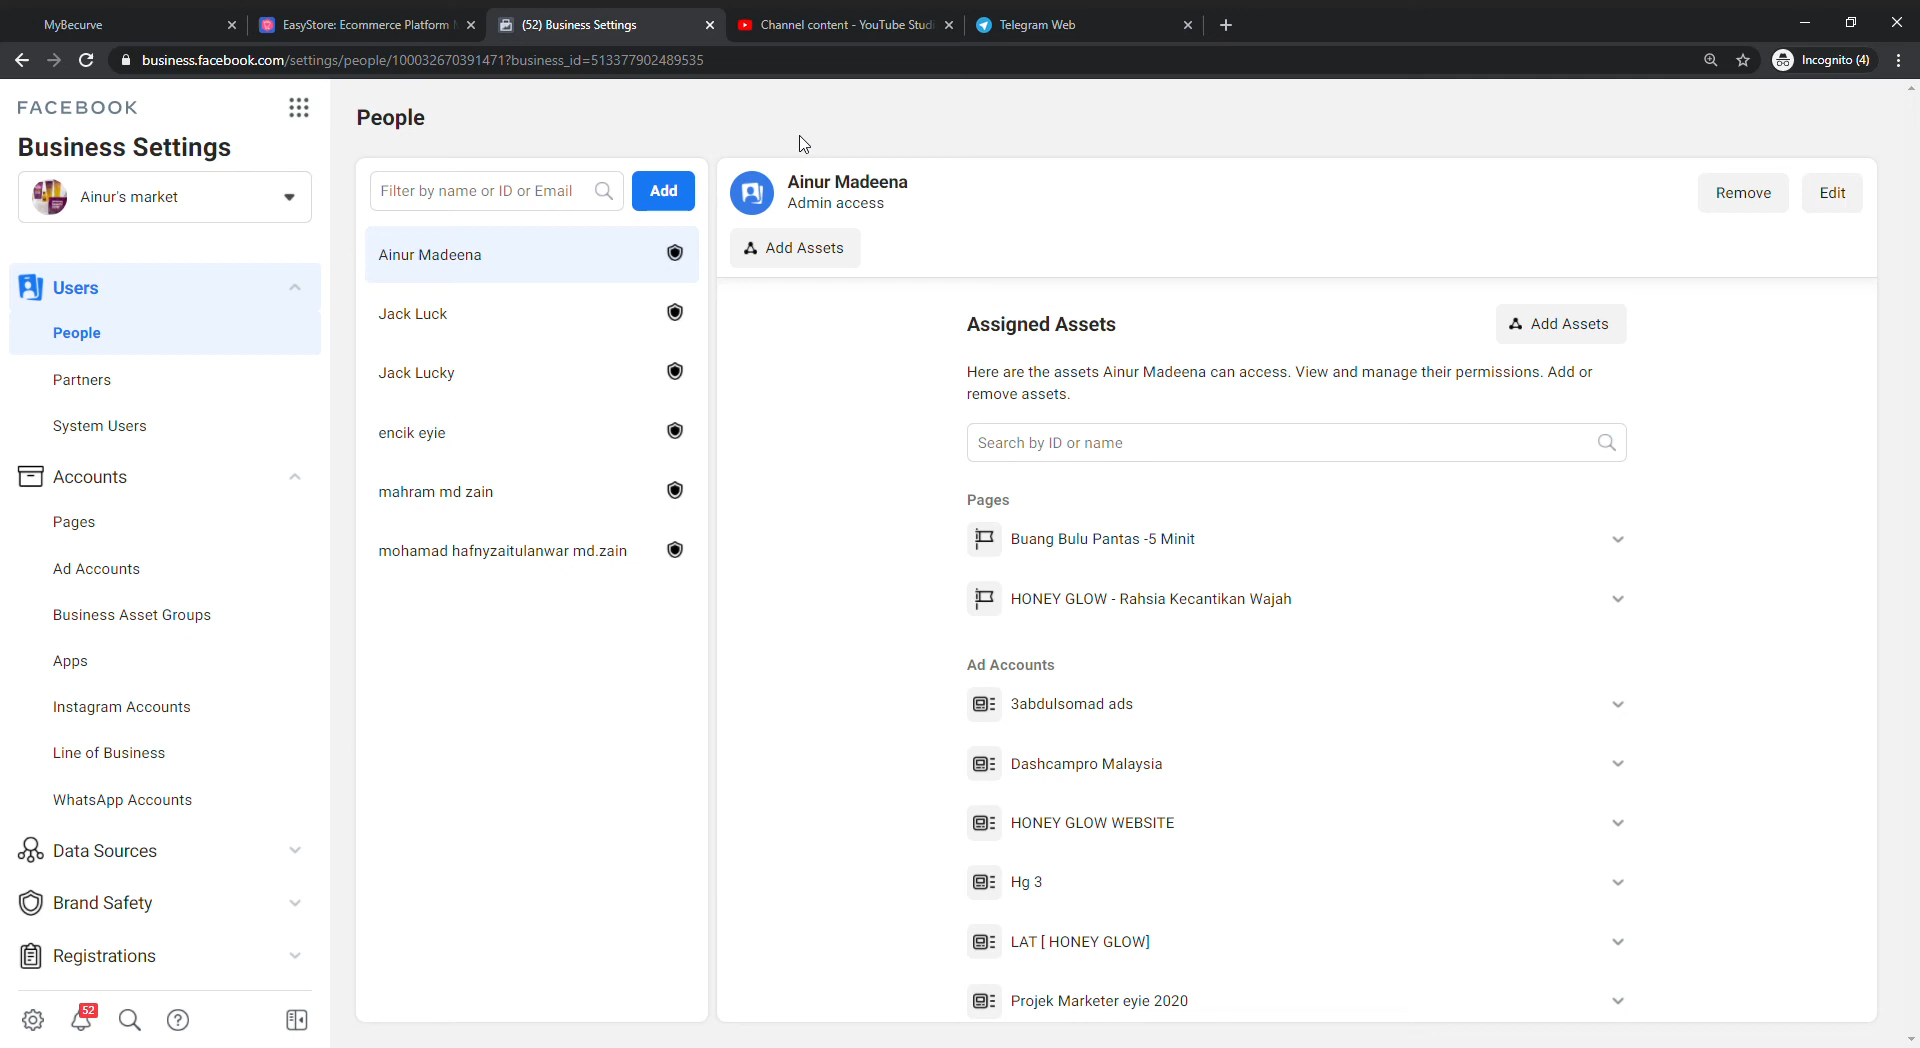 MyBecurve
EasyStore: Ecommerce Platform
(52) Business Settings
Channel content - YouTube Studi
Telegram Web
business.facebook.com/settings/people/100032670391471?business_id=513377902489535
Incognito (4)
FACEBOOK
Business Settings
Ainur's market
Users
People
Partners
System Users
Accounts
Pages
Ad Accounts
Business Asset Groups
Apps
Instagram Accounts
Line of Business
WhatsApp Accounts
Data Sources
Brand Safety
Registrations
52
People
Filter by name or ID or Email
Add
Ainur Madeena
Jack Luck
Jack Lucky
encik eyie
mahram md zain
mohamad hafnyzaitulanwar md.zain
Ainur Madeena
Admin access
Remove
Edit
Add Assets
Assigned Assets
Add Assets
Here are the assets Ainur Madeena can access. View and manage their permissions. Add or
remove assets.
Search by ID or name
Pages
Buang Bulu Pantas -5 Minit
HONEY GLOW - Rahsia Kecantikan Wajah
Ad Accounts
3abdulsomad ads
Dashcampro Malaysia
HONEY GLOW WEBSITE
Hg 3
LAT [ HONEY GLOW]
Projek Marketer eyie 2020